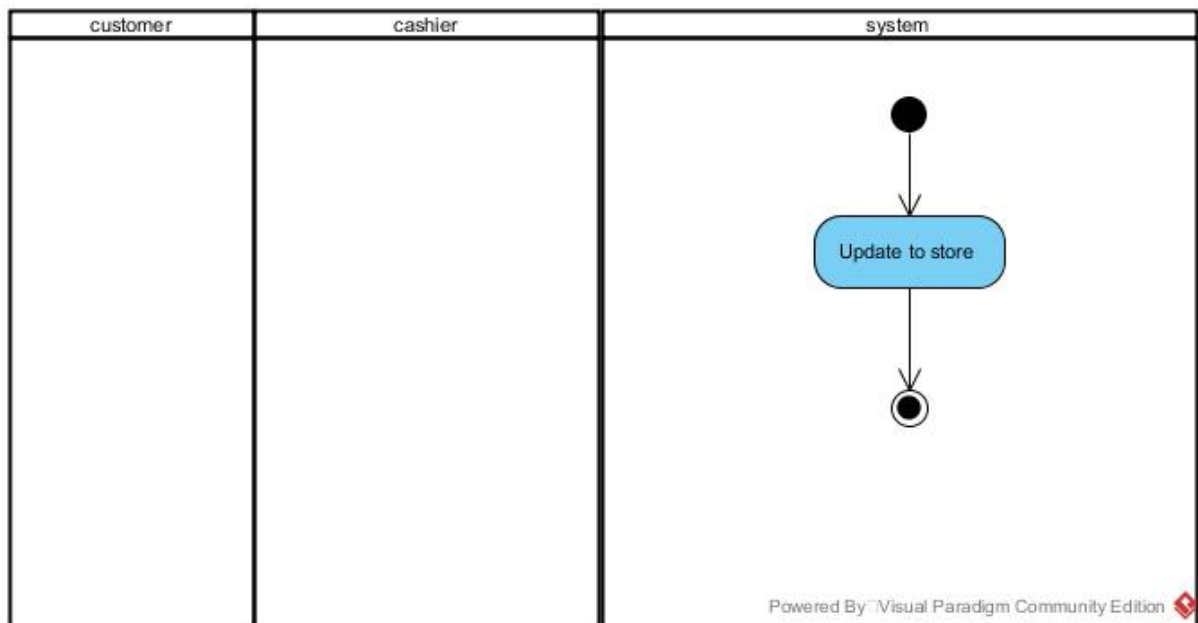 customer
cashier
system
Update to store
Powered By Visual Paradigm Community Edition